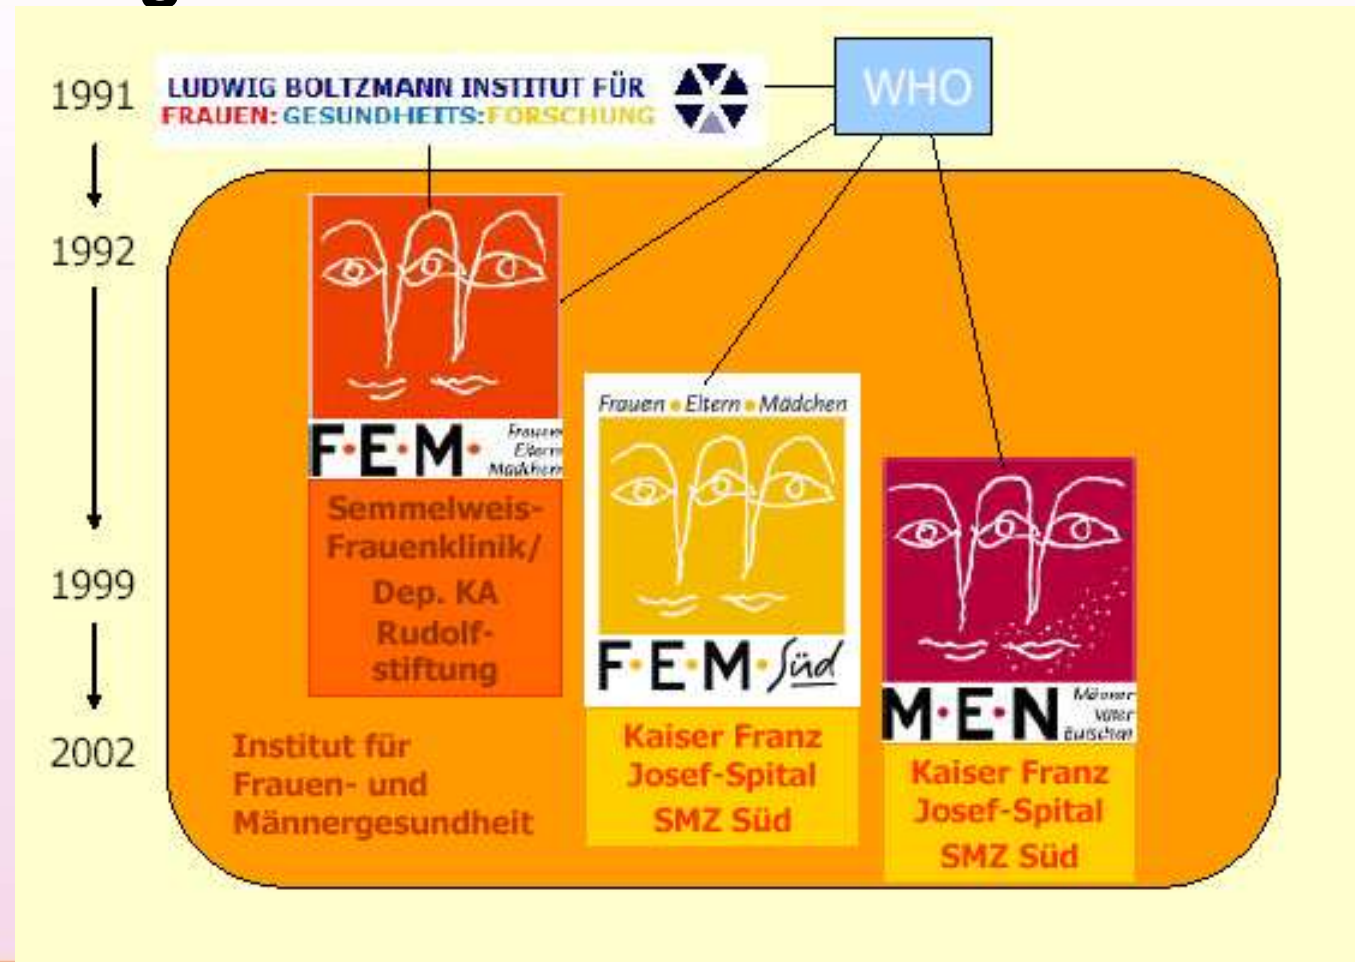 1991
LUDWIG BOLTZMANN INSTITUT FÜR
FRAUEN: GESUNDHEITS:FORSCHUNG
WHO
1992
F·E·M·
Frauen
Eltern
Mädchen
Semmelweis-
Frauenklinik/
Dep. KA
Rudolf-
stiftung
Frauen • Eltern • Mädchen
F·E·M·Süd
Kaiser Franz
Josef-Spital
SMZ Süd
M·E·N
Männer
Väter
Burschen
Kaiser Franz
Josef-Spital
SMZ Süd
1999
2002
Institut für
Frauen- und
Männergesundheit